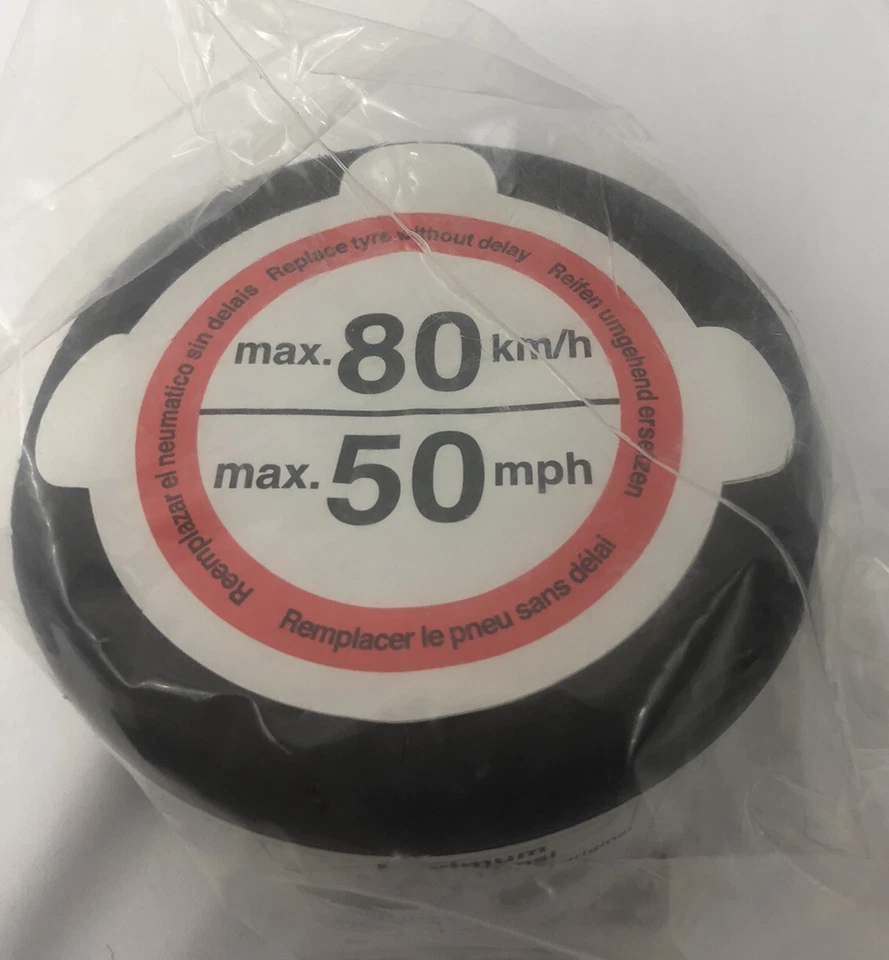 Replace tyre without delay
Reifen umgehend ersetzen
Remplacer le pneu sans délai
Reemplazar el neumatico sin delais
max. 80 km/h
max. 50 mph
original